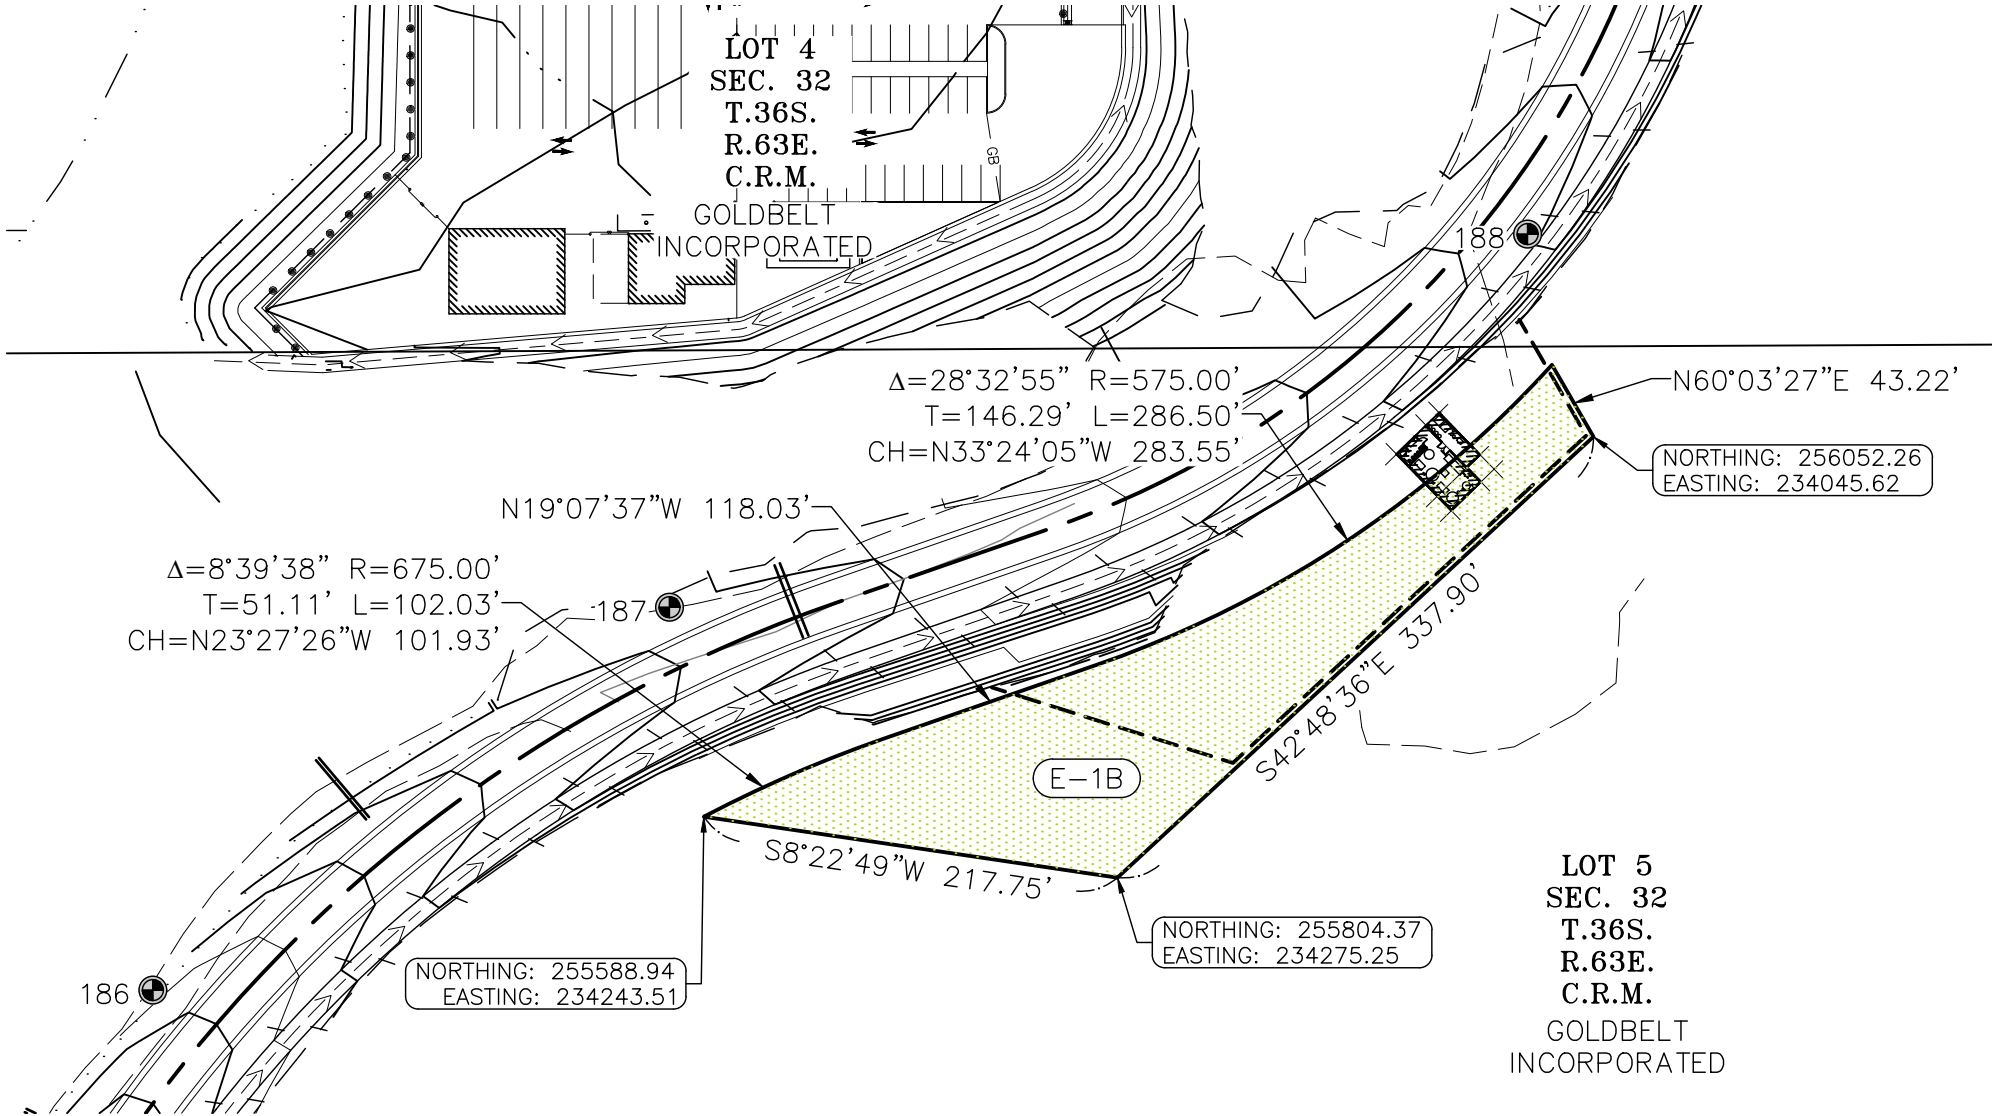 LOT 4
SEC. 32
T.36S.
R.63E.
C.R.M.
GOLDBELT
INCORPORATED
GB
188
Δ=28°32'55" R=575.00'
T=146.29' L=286.50'
CH=N33°24'05"W 283.55'
N60°03'27"E 43.22'
NORTHING: 256052.26
EASTING: 234045.62
N19°07'37"W 118.03'
Δ=8°39'38" R=675.00'
T=51.11' L=102.03'
CH=N23°27'26"W 101.93'
187
S42°48'36"E 337.90'
E-1B
S8°22'49"W 217.75'
NORTHING: 255804.37
EASTING: 234275.25
NORTHING: 255588.94
EASTING: 234243.51
186
LOT 5
SEC. 32
T.36S.
R.63E.
C.R.M.
GOLDBELT
INCORPORATED